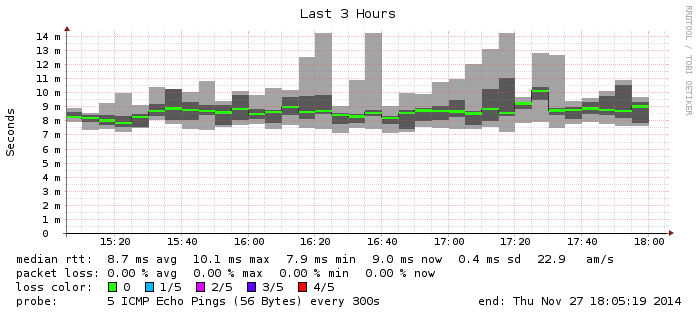 Last 3 Hours
RRDTOOL / TOBI OETIKER
Seconds
14 m
13 m
12 m
11 m
10 m
9 m
8 m
7 m
6 m
5 m
4 m
3 m
2 m
1 m
0
15:20 15:40 16:00 16:20 16:40 17:00 17:20 17:40 18:00
median rtt: 8.7 ms avg 10.1 ms max 7.9 ms min 9.0 ms now 0.4 ms sd 22.9 am/s
packet loss: 0.00 % avg 0.00 % max 0.00 % min 0.00 % now
loss color: 0 1/5 2/5 3/5 4/5
probe: 5 ICMP Echo Pings (56 Bytes) every 300s end: Thu Nov 27 18:05:19 2014